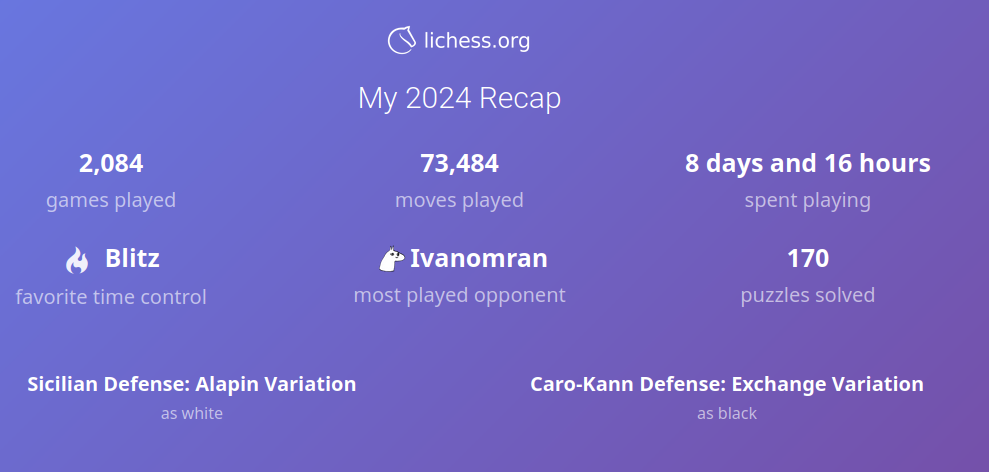 lichess.org
My 2024 Recap
2,084 73,484 8 days and 16 hours
games played moves played spent playing
Blitz Ivanomran 170
favorite time control most played opponent puzzles solved
Sicilian Defense: Alapin Variation Caro-Kann Defense: Exchange Variation
as white as black